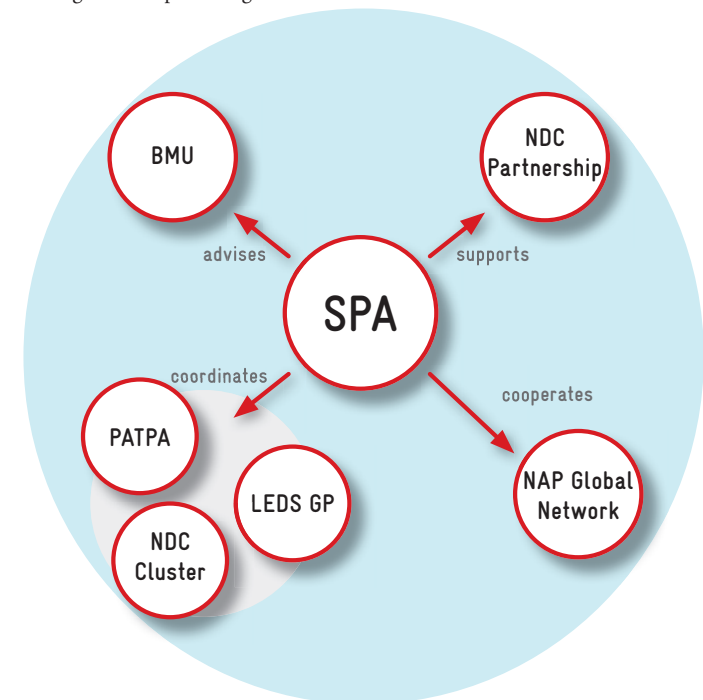 BMU
NDC
Partnership
advises
supports
SPA
coordinates
cooperates
PATPA
LEDS GP
NAP Global
Network
NDC
Cluster